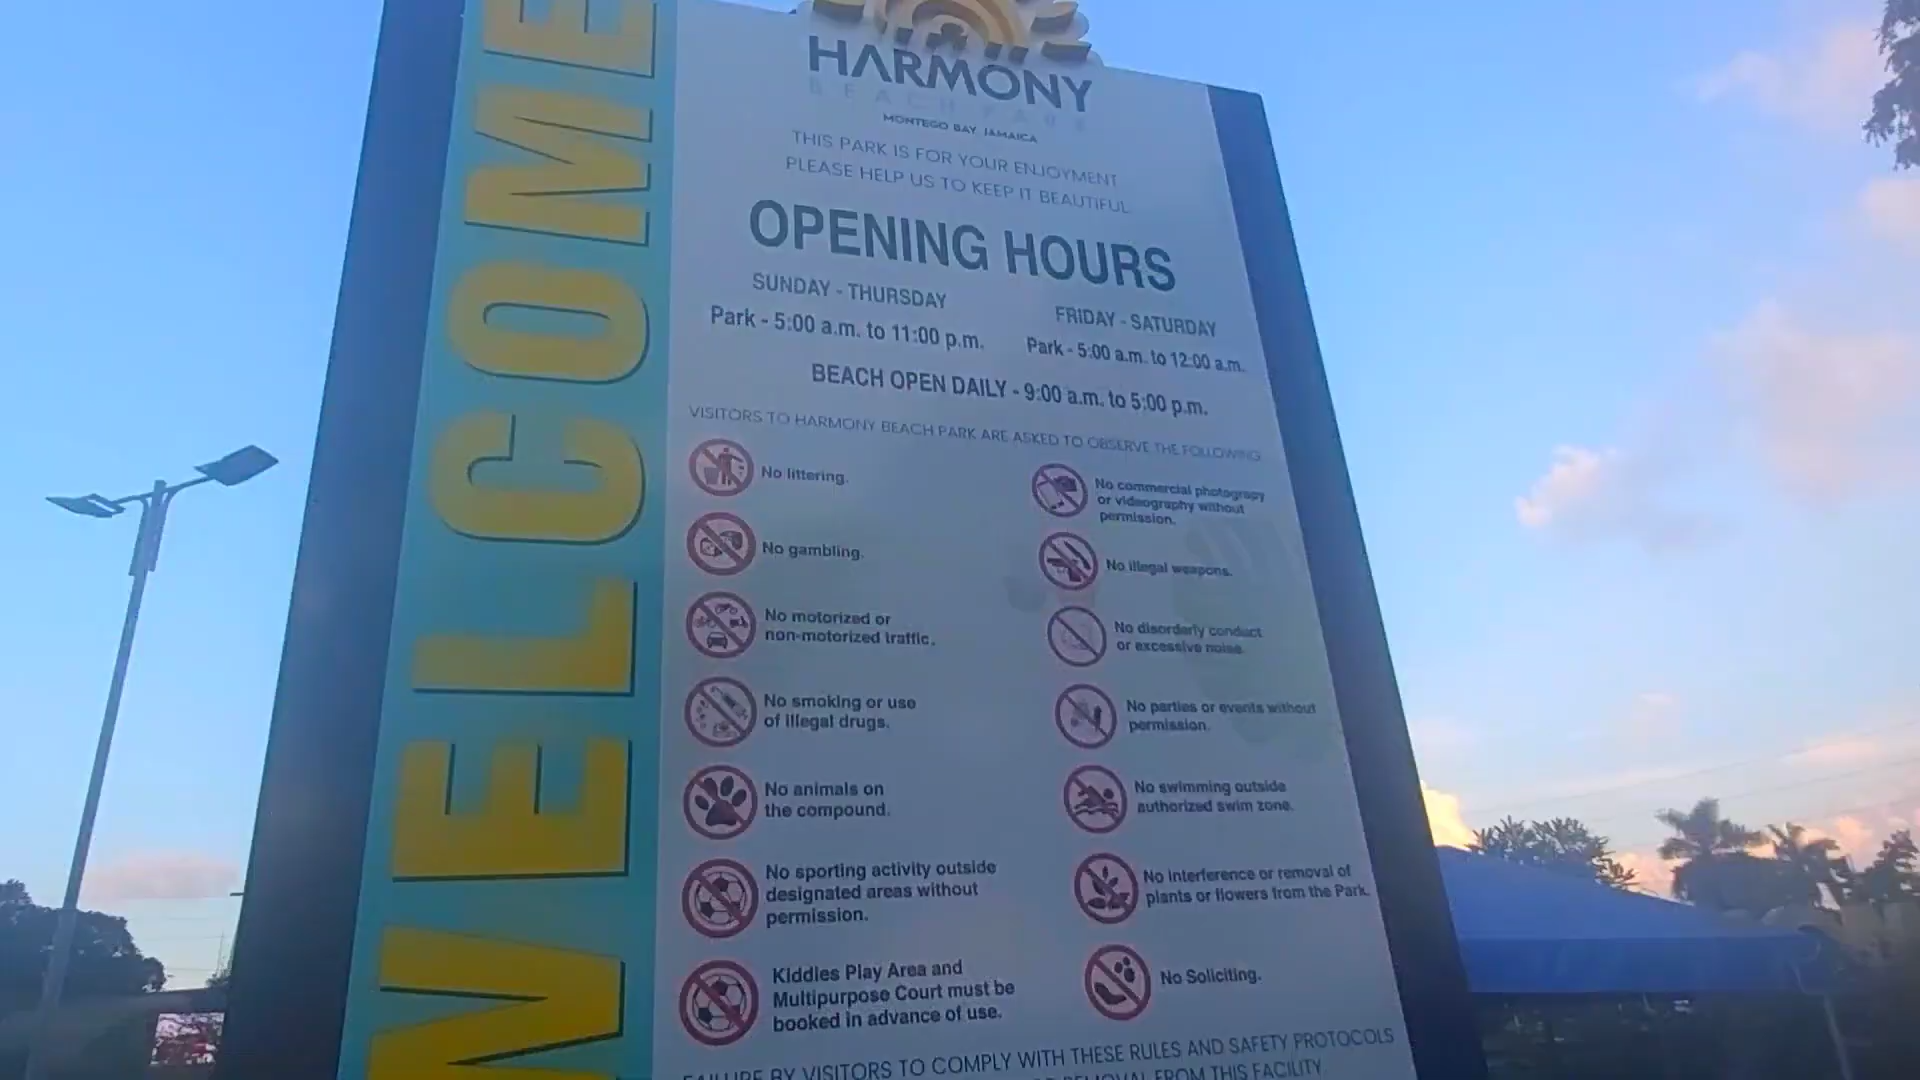 WELCOME
HARMONY
BEACH PARK
MONTEGO BAY, JAMAICA
THIS PARK IS FOR YOUR ENJOYMENT
PLEASE HELP US TO KEEP IT BEAUTIFUL
OPENING HOURS
SUNDAY - THURSDAY
Park - 5:00 a.m. to 11:00 p.m.
FRIDAY - SATURDAY
Park - 5:00 a.m. to 12:00 a.m.
BEACH OPEN DAILY - 9:00 a.m. to 5:00 p.m.
VISITORS TO HARMONY BEACH PARK ARE ASKED TO OBSERVE THE FOLLOWING
No littering.
No gambling.
No motorized or
non-motorized traffic.
No smoking or use
of illegal drugs.
No animals on
the compound.
No sporting activity outside
designated areas without
permission.
Kiddies Play Area and
Multipurpose Court must be
booked in advance of use.
No commercial photograpy
or videography without
permission.
No illegal weapons.
No disorderly conduct
or excessive noise.
No parties or events without
permission.
No swimming outside
authorized swim zone.
No interference or removal of
plants or flowers from the Park.
No Soliciting.
FAILURE BY VISITORS TO COMPLY WITH THESE RULES AND SAFETY PROTOCOLS
REMOVAL FROM THIS FACILITY